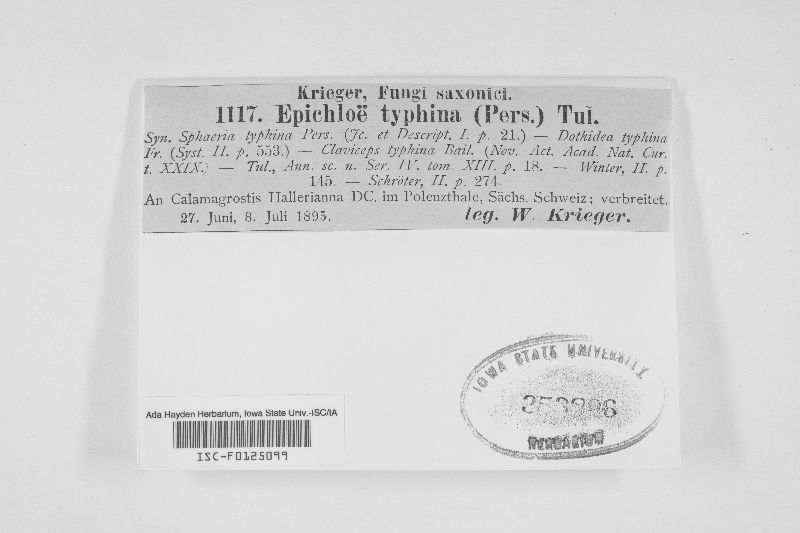 Krieger, Fungi saxonici.
1117. Epichloë typhina (Pers.) Tul.
Syn. Sphaeria typhina Pers. (Jc. et Descript. I. p. 21.) — Dothidea typhina
Fr. (Syst. II. p. 553.) — Claviceps typhina Bail. (Nov. Act. Acad. Nat. Cur.
t. XXIX.) — Tul., Ann. sc. n. Ser. IV. tom. XIII. p. 18. — Winter, II. p.
145. — Schröter, II. p. 274.
An Calamagrostis Hallerianna DC. im Polenzthale, Sächs. Schweiz; verbreitet.
27. Juni, 8. Juli 1895. leg. W. Krieger.
IOWA STATE UNIVERSITY
HERBARIUM
Ada Hayden Herbarium, Iowa State Univ.-ISC/IA
ISC-F0125099